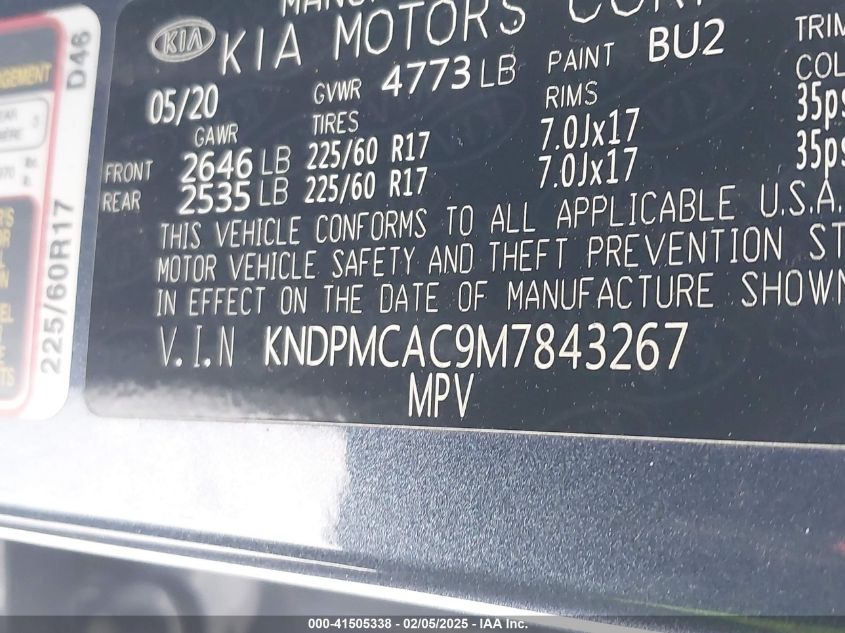 KIA
KIA MOTORS
05/20 GVWR 4773 LB PAINT BU2
GAWR TIRES RIMS
FRONT 2646 LB 225/60 R17 7.0Jx17 35ps
REAR 2535 LB 225/60 R17 7.0Jx17 35ps
THIS VEHICLE CONFORMS TO ALL APPLICABLE U.S.A.
MOTOR VEHICLE SAFETY AND THEFT PREVENTION ST
IN EFFECT ON THE DATE OF MANUFACTURE SHOWN
V.I.N KNDPMCAC9M7843267
MPV
D46
225/60R17
000-41505338 - 02/05/2025 - IAA Inc.